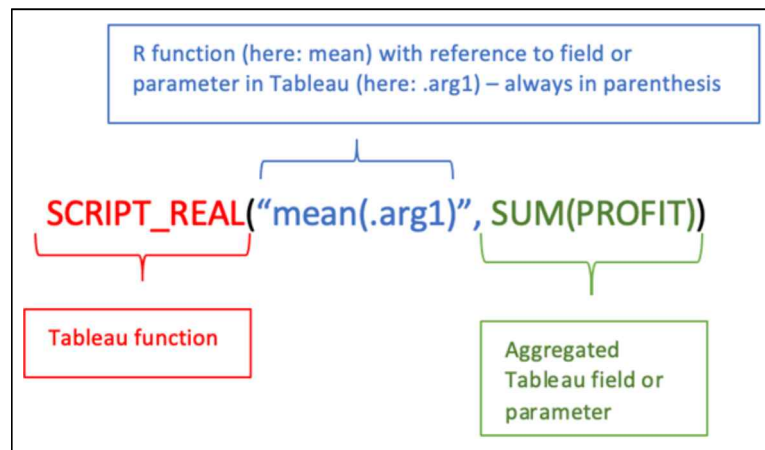 R function (here: mean) with reference to field or
parameter in Tableau (here: .arg1) – always in parenthesis
SCRIPT_REAL(“mean(.arg1)”, SUM(PROFIT))
Tableau function
Aggregated
Tableau field or
parameter